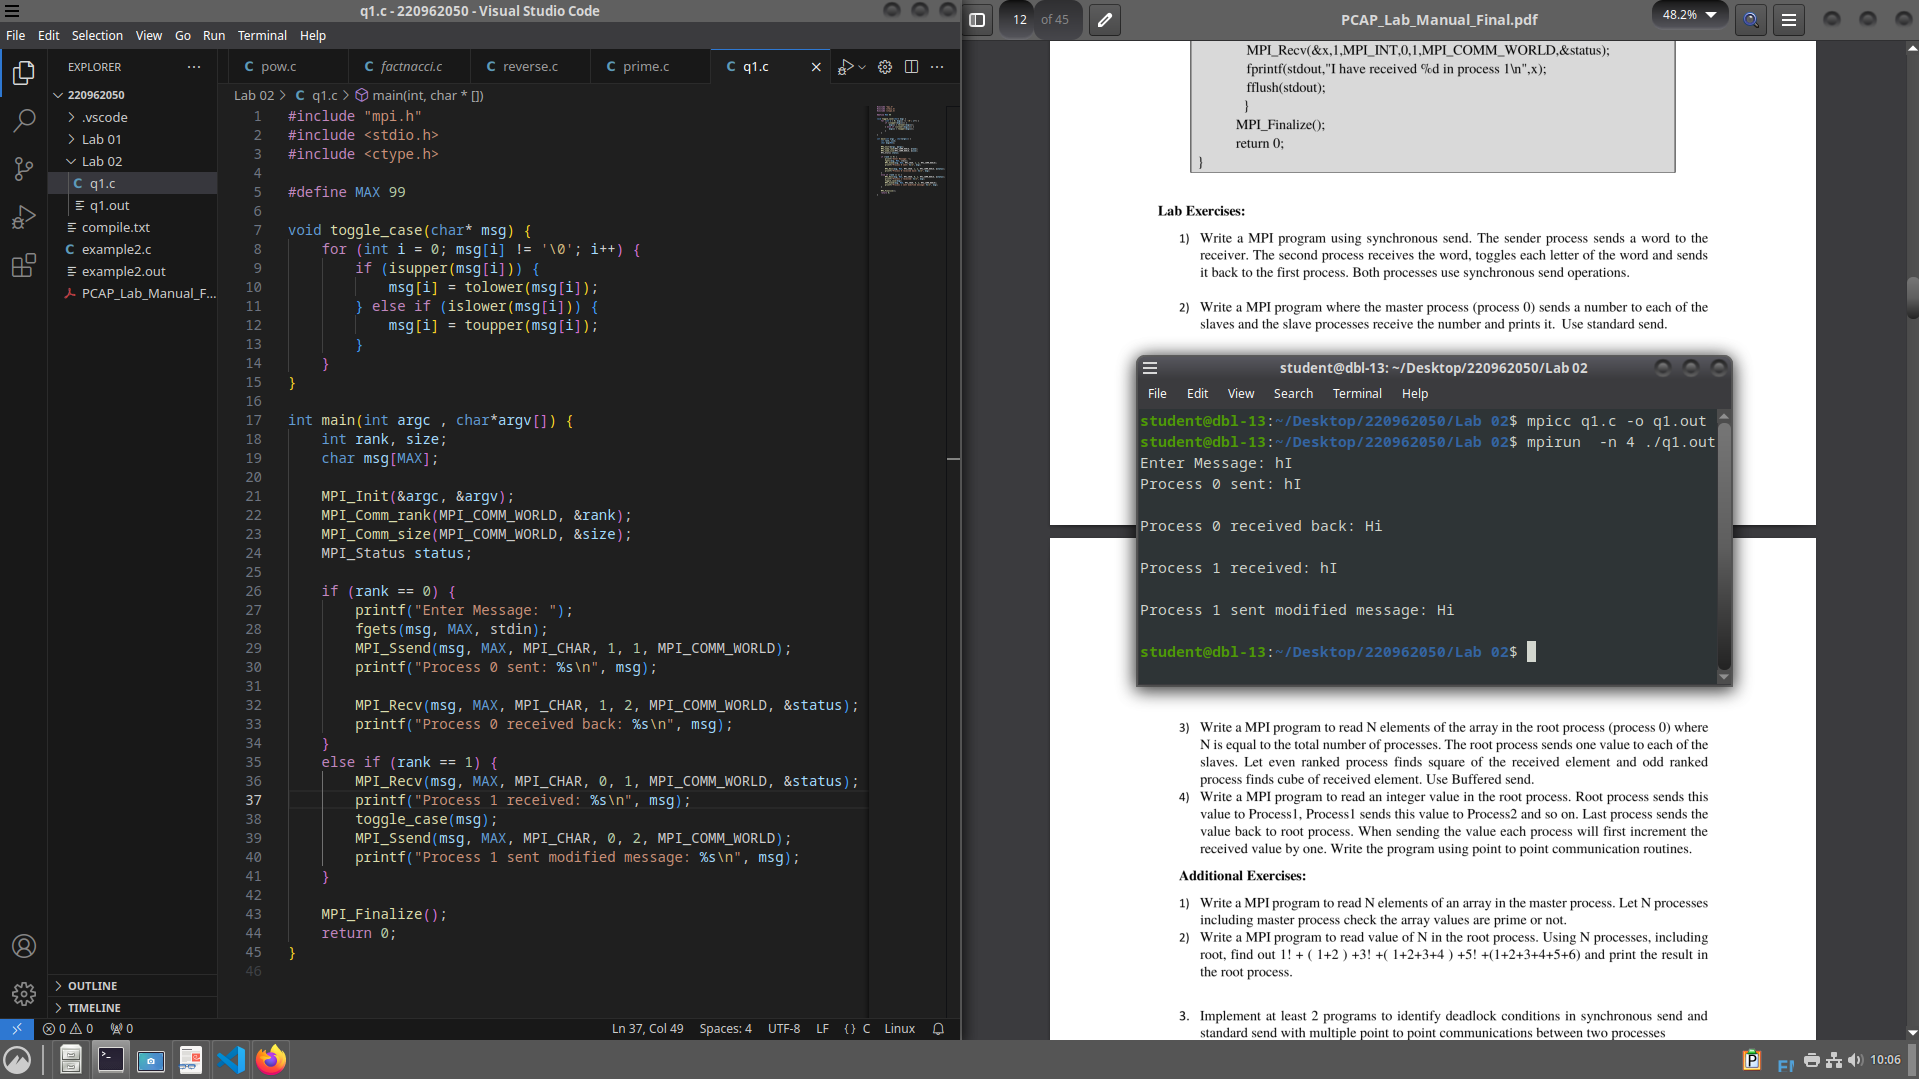 q1.c - 220962050 - Visual Studio Code
File Edit Selection View Go Run Terminal Help
EXPLORER
220962050
.vscode
Lab 01
Lab 02
q1.c
q1.out
compile.txt
example2.c
example2.out
PCAP_Lab_Manual_F...
OUTLINE
TIMELINE
pow.c factnacci.c reverse.c prime.c q1.c
Lab 02 > C q1.c > main(int, char * [])
1 #include "mpi.h"
2 #include <stdio.h>
3 #include <ctype.h>
4
5 #define MAX 99
6
7 void toggle_case(char* msg) {
8 for (int i = 0; msg[i] != '\0'; i++) {
9 if (isupper(msg[i])) {
10 msg[i] = tolower(msg[i]);
11 } else if (islower(msg[i])) {
12 msg[i] = toupper(msg[i]);
13 }
14 }
15 }
16
17 int main(int argc , char*argv[]) {
18 int rank, size;
19 char msg[MAX];
20
21 MPI_Init(&argc, &argv);
22 MPI_Comm_rank(MPI_COMM_WORLD, &rank);
23 MPI_Comm_size(MPI_COMM_WORLD, &size);
24 MPI_Status status;
25
26 if (rank == 0) {
27 printf("Enter Message: ");
28 fgets(msg, MAX, stdin);
29 MPI_Ssend(msg, MAX, MPI_CHAR, 1, 1, MPI_COMM_WORLD);
30 printf("Process 0 sent: %s\n", msg);
31
32 MPI_Recv(msg, MAX, MPI_CHAR, 1, 2, MPI_COMM_WORLD, &status);
33 printf("Process 0 received back: %s\n", msg);
34 }
35 else if (rank == 1) {
36 MPI_Recv(msg, MAX, MPI_CHAR, 0, 1, MPI_COMM_WORLD, &status);
37 printf("Process 1 received: %s\n", msg);
38 toggle_case(msg);
39 MPI_Ssend(msg, MAX, MPI_CHAR, 0, 2, MPI_COMM_WORLD);
40 printf("Process 1 sent modified message: %s\n", msg);
41 }
42
43 MPI_Finalize();
44 return 0;
45 }
46
0 0 0 Ln 37, Col 49 Spaces: 4 UTF-8 LF {} C Linux
12 of 45 PCAP_Lab_Manual_Final.pdf 48.2%
MPI_Recv(&x,1,MPI_INT,0,1,MPI_COMM_WORLD,&status);
fprintf(stdout,"I have received %d in process 1\n",x);
fflush(stdout);
}
MPI_Finalize();
return 0;
}
Lab Exercises:
1) Write a MPI program using synchronous send. The sender process sends a word to the
receiver. The second process receives the word, toggles each letter of the word and sends
it back to the first process. Both processes use synchronous send operations.
2) Write a MPI program where the master process (process 0) sends a number to each of the
slaves and the slave processes receive the number and prints it. Use standard send.
student@dbl-13: ~/Desktop/220962050/Lab 02
File Edit View Search Terminal Help
student@dbl-13:~/Desktop/220962050/Lab 02$ mpicc q1.c -o q1.out
student@dbl-13:~/Desktop/220962050/Lab 02$ mpirun -n 4 ./q1.out
Enter Message: hI
Process 0 sent: hI
Process 0 received back: Hi
Process 1 received: hI
Process 1 sent modified message: Hi
student@dbl-13:~/Desktop/220962050/Lab 02$
3) Write a MPI program to read N elements of the array in the root process (process 0) where
N is equal to the total number of processes. The root process sends one value to each of the
slaves. Let even ranked process finds square of the received element and odd ranked
process finds cube of received element. Use Buffered send.
4) Write a MPI program to read an integer value in the root process. Root process sends this
value to Process1, Process1 sends this value to Process2 and so on. Last process sends the
value back to root process. When sending the value each process will first increment the
received value by one. Write the program using point to point communication routines.
Additional Exercises:
1) Write a MPI program to read N elements of an array in the master process. Let N processes
including master process check the array values are prime or not.
2) Write a MPI program to read value of N in the root process. Using N processes, including
root, find out 1! + ( 1+2 ) +3! +( 1+2+3+4 ) +5! +(1+2+3+4+5+6) and print the result in
the root process.
3. Implement at least 2 programs to identify deadlock conditions in synchronous send and
standard send with multiple point to point communications between two processes
10:06